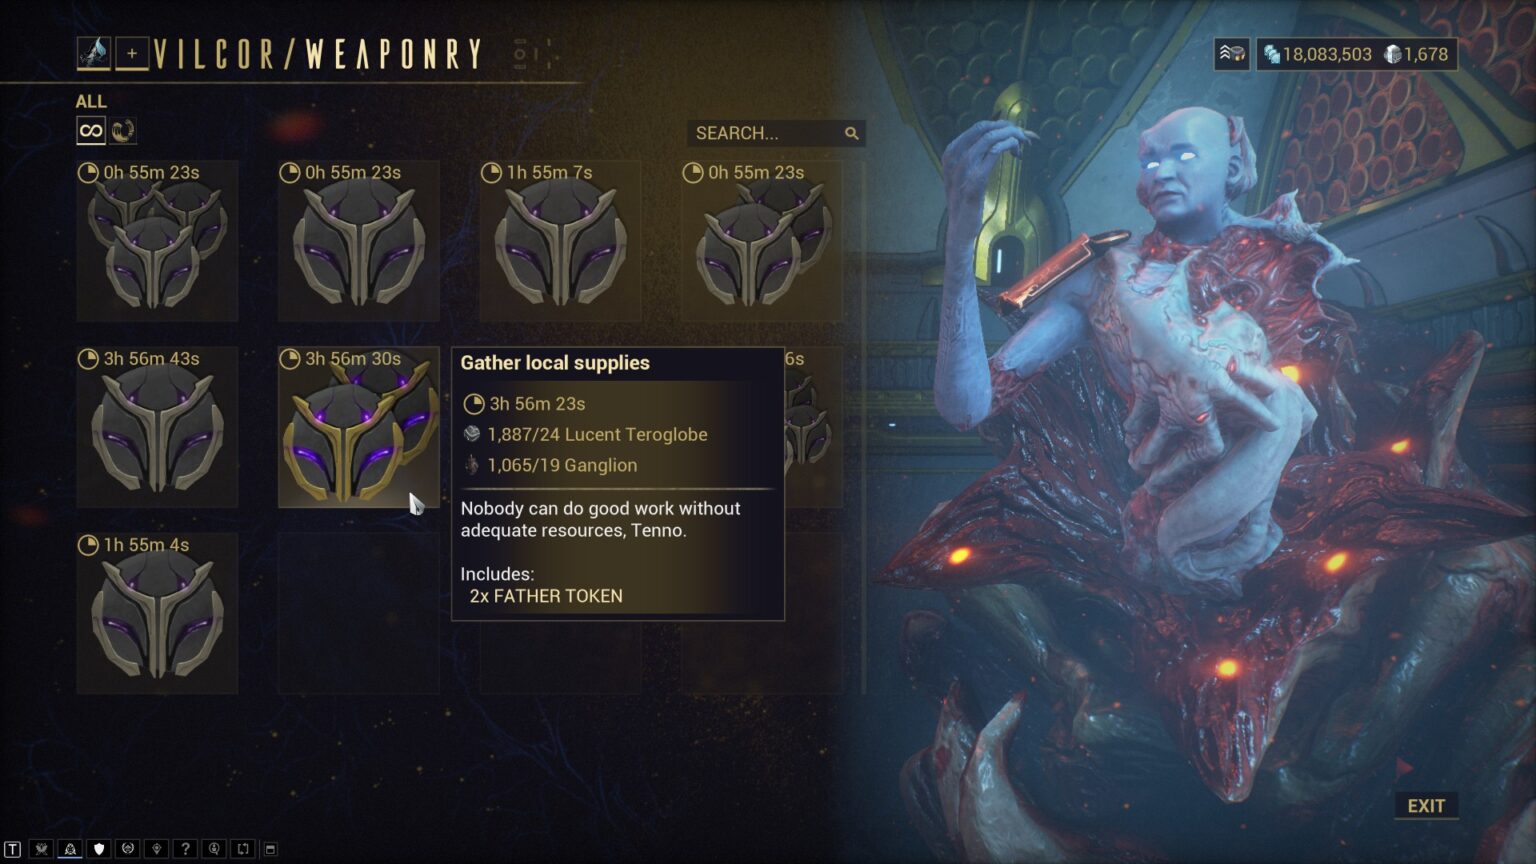 + VILCOR/WEAPONRY
18,083,503 1,678
ALL
SEARCH...
0h 55m 23s 0h 55m 23s 1h 55m 7s 0h 55m 23s
3h 56m 43s 3h 56m 30s 6s
Gather local supplies
3h 56m 23s
1,887/24 Lucent Teroglobe
1,065/19 Ganglion
Nobody can do good work without
adequate resources, Tenno.
Includes:
2x FATHER TOKEN
1h 55m 4s
EXIT
T ?